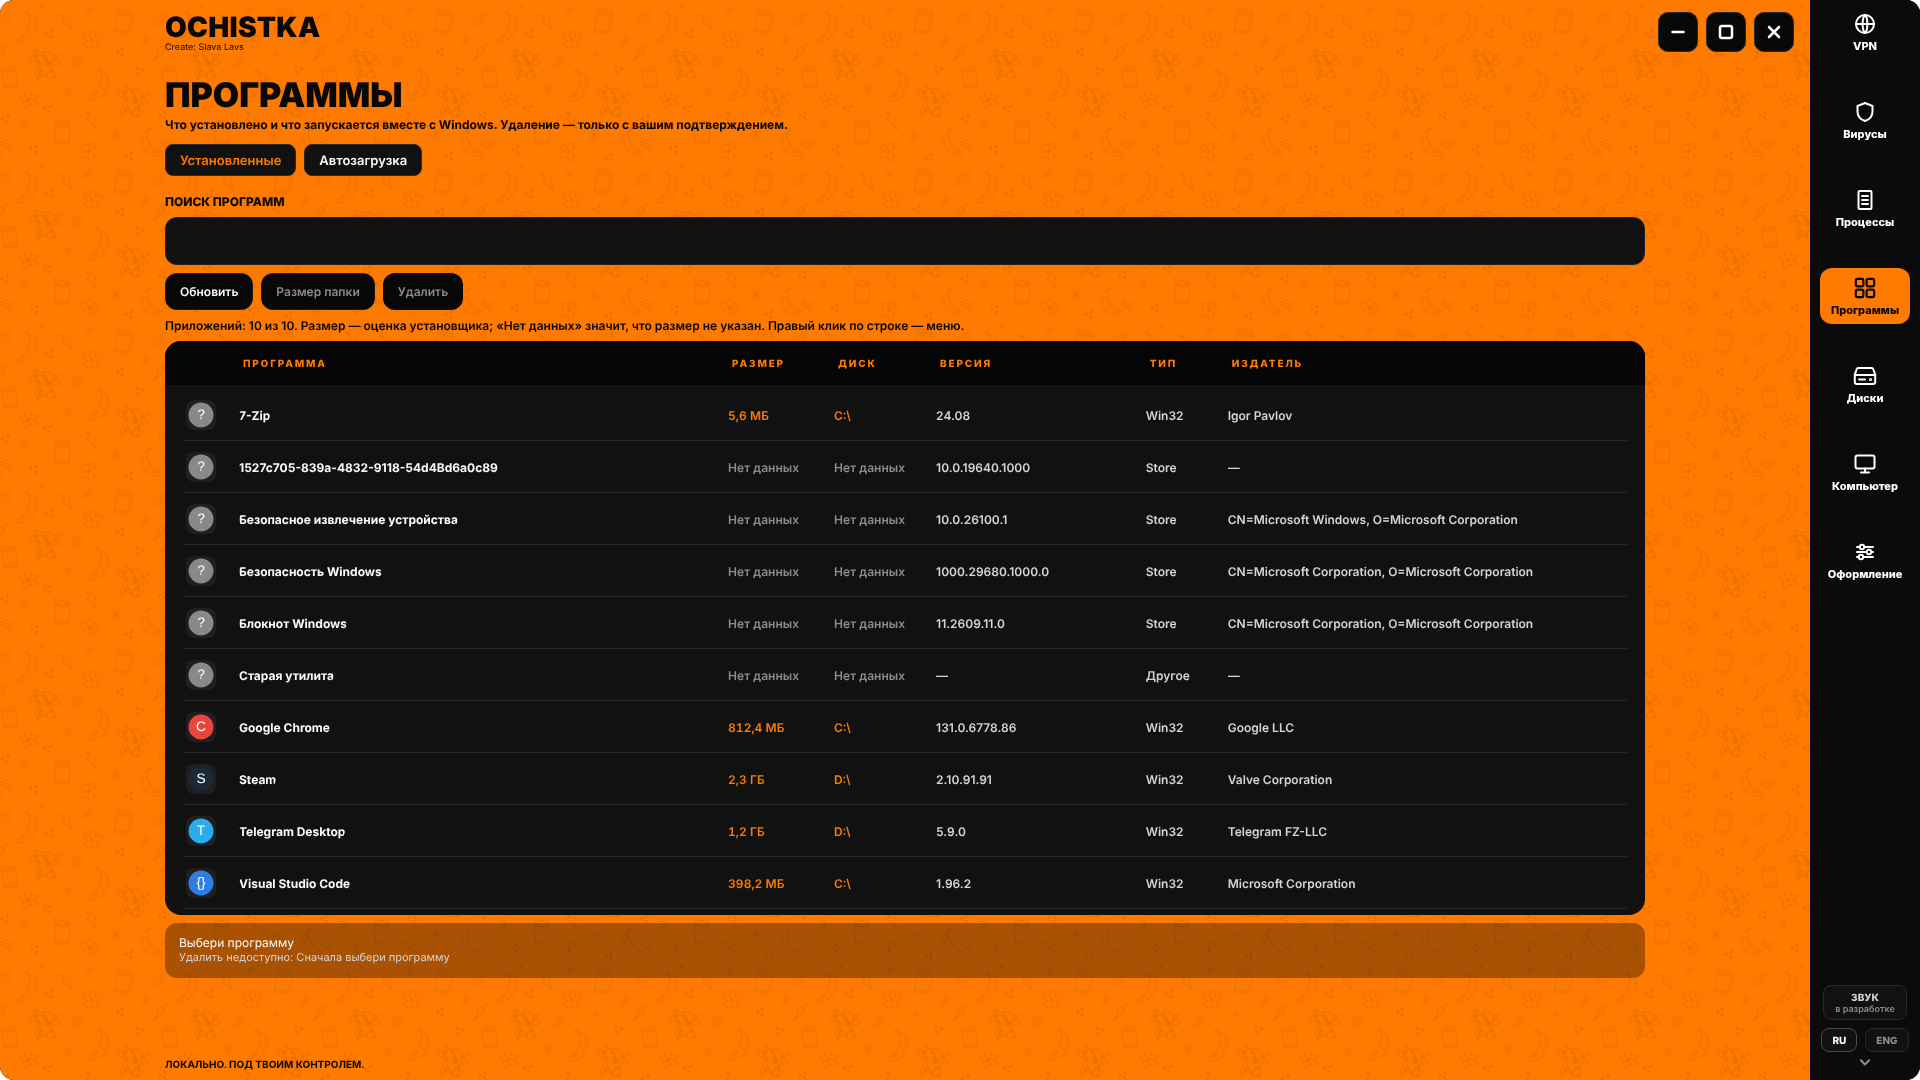 OCHISTKA
Create: Slava Lavs
ПРОГРАММЫ
Что установлено и что запускается вместе с Windows. Удаление — только с вашим подтверждением.
Установленные
Автозагрузка
ПОИСК ПРОГРАММ
Обновить
Размер папки
Удалить
Приложений: 10 из 10. Размер — оценка установщика; «Нет данных» значит, что размер не указан. Правый клик по строке — меню.
ПРОГРАММА РАЗМЕР ДИСК ВЕРСИЯ ТИП ИЗДАТЕЛЬ
? 7-Zip 5,6 МБ C:\ 24.08 Win32 Igor Pavlov
? 1527c705-839a-4832-9118-54d4Bd6a0c89 Нет данных Нет данных 10.0.19640.1000 Store —
? Безопасное извлечение устройства Нет данных Нет данных 10.0.26100.1 Store CN=Microsoft Windows, O=Microsoft Corporation
? Безопасность Windows Нет данных Нет данных 1000.29680.1000.0 Store CN=Microsoft Corporation, O=Microsoft Corporation
? Блокнот Windows Нет данных Нет данных 11.2609.11.0 Store CN=Microsoft Corporation, O=Microsoft Corporation
? Старая утилита Нет данных Нет данных — Другое —
C Google Chrome 812,4 МБ C:\ 131.0.6778.86 Win32 Google LLC
S Steam 2,3 ГБ D:\ 2.10.91.91 Win32 Valve Corporation
T Telegram Desktop 1,2 ГБ D:\ 5.9.0 Win32 Telegram FZ-LLC
{} Visual Studio Code 398,2 МБ C:\ 1.96.2 Win32 Microsoft Corporation
Выбери программу
Удалить недоступно: Сначала выбери программу
ЛОКАЛЬНО. ПОД ТВОИМ КОНТРОЛЕМ.
VPN
Вирусы
Процессы
Программы
Диски
Компьютер
Оформление
ЗВУК
в разработке
RU
ENG